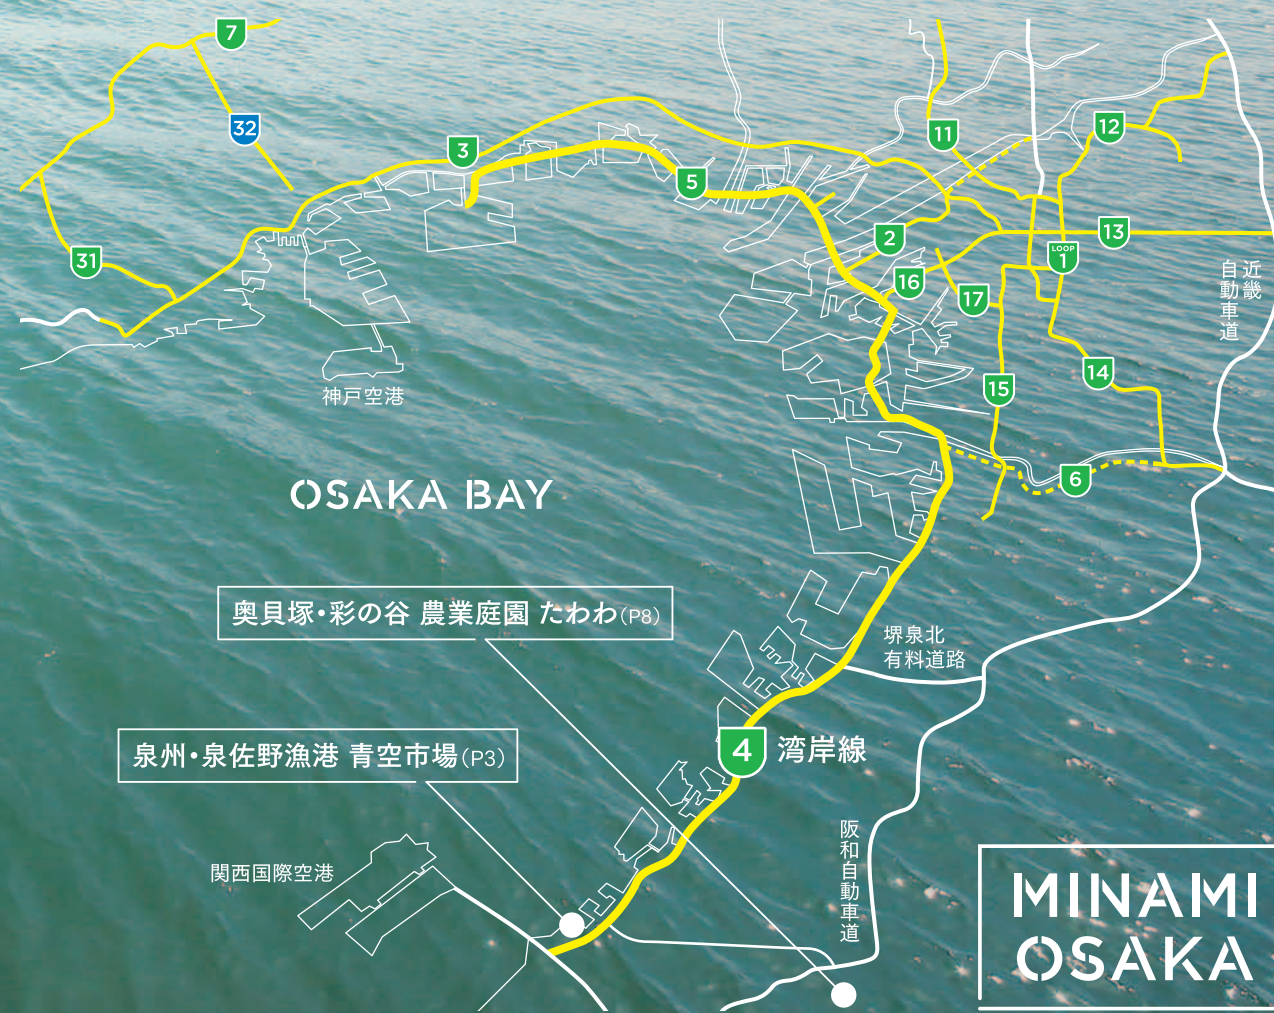 7
32
3
11
12
5
31
2
13
LOOP
1
16
17
近畿
自動車道
神戸空港
15
14
OSAKA BAY
6
奥貝塚・彩の谷 農業庭園 たわわ(P8)
堺泉北
有料道路
泉州・泉佐野漁港 青空市場(P3)
4 湾岸線
阪和自動車道
関西国際空港
MINAMI
OSAKA